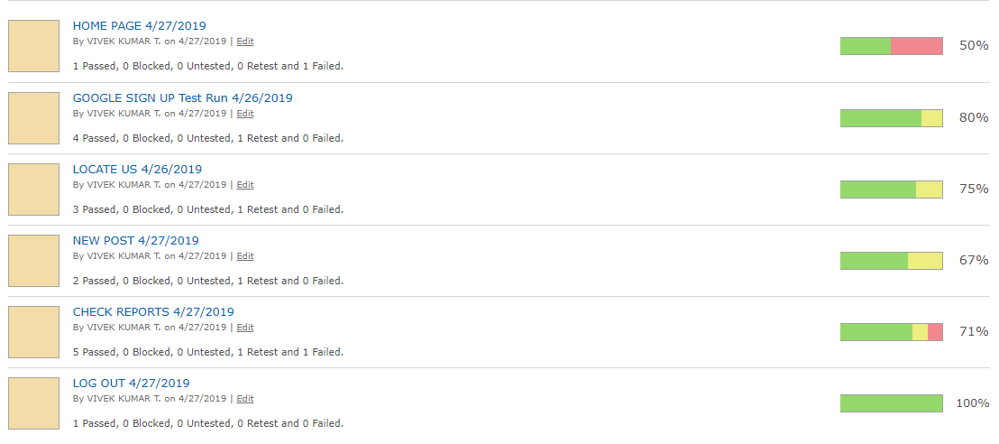 HOME PAGE 4/27/2019
By VIVEK KUMAR T. on 4/27/2019 | Edit
50%
1 Passed, 0 Blocked, 0 Untested, 0 Retest and 1 Failed.
GOOGLE SIGN UP Test Run 4/26/2019
By VIVEK KUMAR T. on 4/27/2019 | Edit
80%
4 Passed, 0 Blocked, 0 Untested, 1 Retest and 0 Failed.
LOCATE US 4/26/2019
By VIVEK KUMAR T. on 4/27/2019 | Edit
75%
3 Passed, 0 Blocked, 0 Untested, 1 Retest and 0 Failed.
NEW POST 4/27/2019
By VIVEK KUMAR T. on 4/27/2019 | Edit
67%
2 Passed, 0 Blocked, 0 Untested, 1 Retest and 0 Failed.
CHECK REPORTS 4/27/2019
By VIVEK KUMAR T. on 4/27/2019 | Edit
71%
5 Passed, 0 Blocked, 0 Untested, 1 Retest and 1 Failed.
LOG OUT 4/27/2019
By VIVEK KUMAR T. on 4/27/2019 | Edit
100%
1 Passed, 0 Blocked, 0 Untested, 0 Retest and 0 Failed.